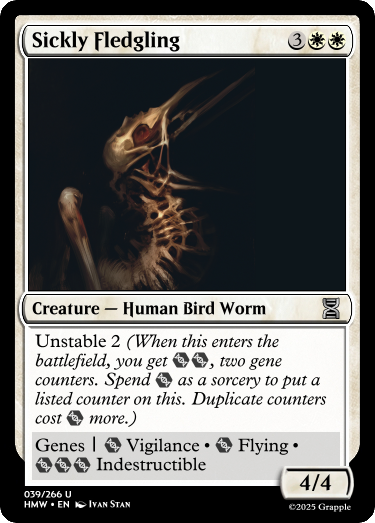 Sickly Fledgling 3
Creature — Human Bird Worm
Unstable 2 (When this enters the
battlefield, you get , two gene
counters. Spend as a sorcery to put a
listed counter on this. Duplicate counters
cost more.)
Genes | Vigilance • Flying •
Indestructible
4/4
039/266 U
HMW • EN Ivan Stan
©2025 Grapple